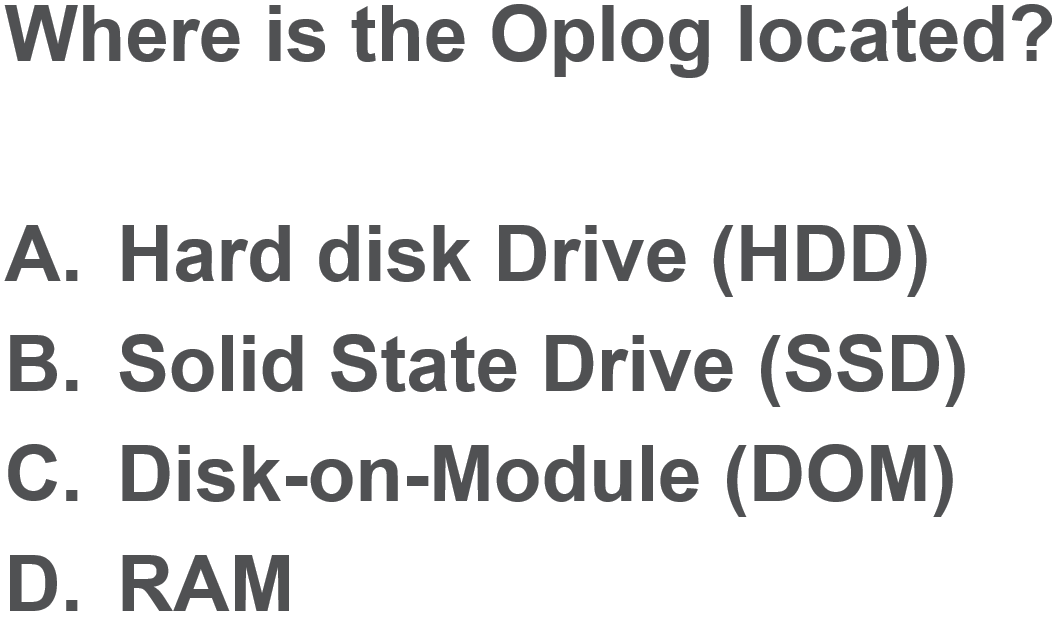 Where is the Oplog located?
A. Hard disk Drive (HDD)
B. Solid State Drive (SSD)
C. Disk-on-Module (DOM)
D. RAM